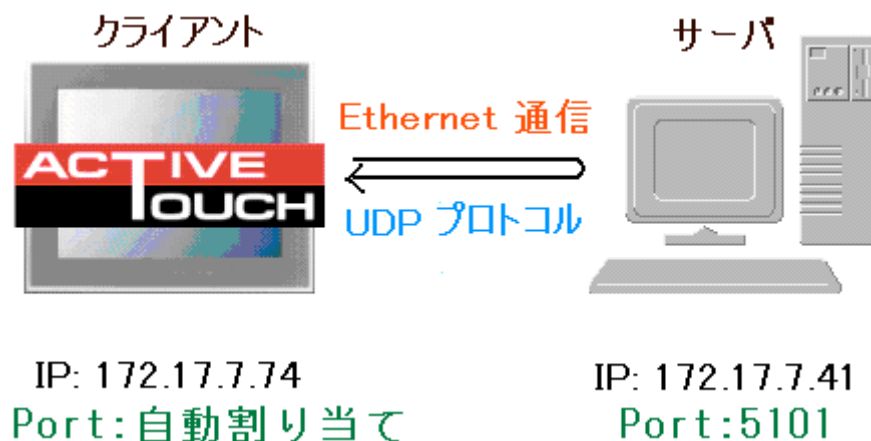 クライアント
サーバ
Ethernet 通信
ACTIVE
TOUCH
UDP プロトコル
IP: 172.17.7.74
IP: 172.17.7.41
Port:自動割り当て
Port:5101